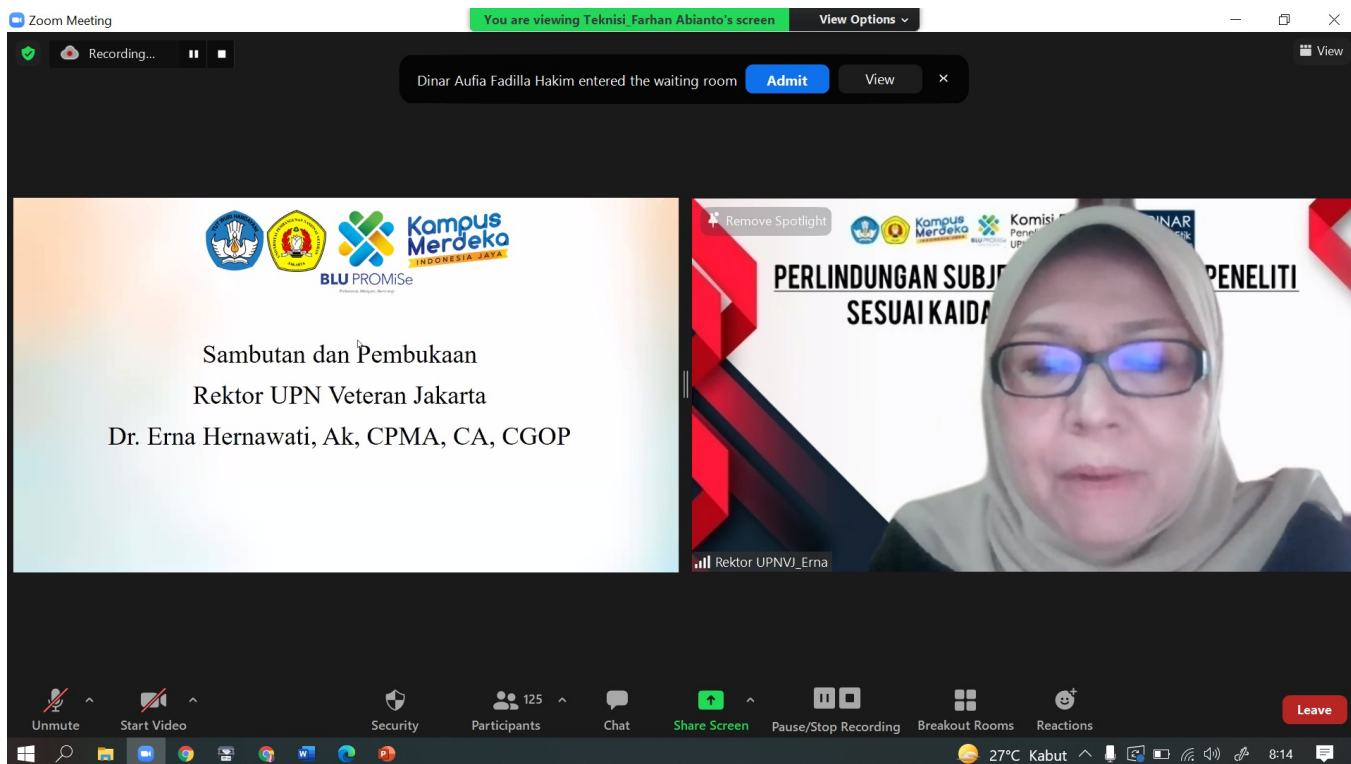 Zoom Meeting
You are viewing Teknisi_Farhan Abianto's screen
View Options
Recording...
View
Dinar Aufia Fadilla Hakim entered the waiting room
Admit
View
Kampus
Merdeka
INDONESIA JAYA
BLU PROMiSe
Sambutan dan Pembukaan
Rektor UPN Veteran Jakarta
Dr. Erna Hernawati, Ak, CPMA, CA, CGOP
Remove Spotlight
Kampus
Merdeka
Komisi
PERLINDUNGAN SUBJ
PENELITI
SESUAI KAIDA
Rektor UPNVJ_Erna
Unmute
Start Video
Security
125
Participants
Chat
Share Screen
Pause/Stop Recording
Breakout Rooms
Reactions
Leave
27°C Kabut
8:14